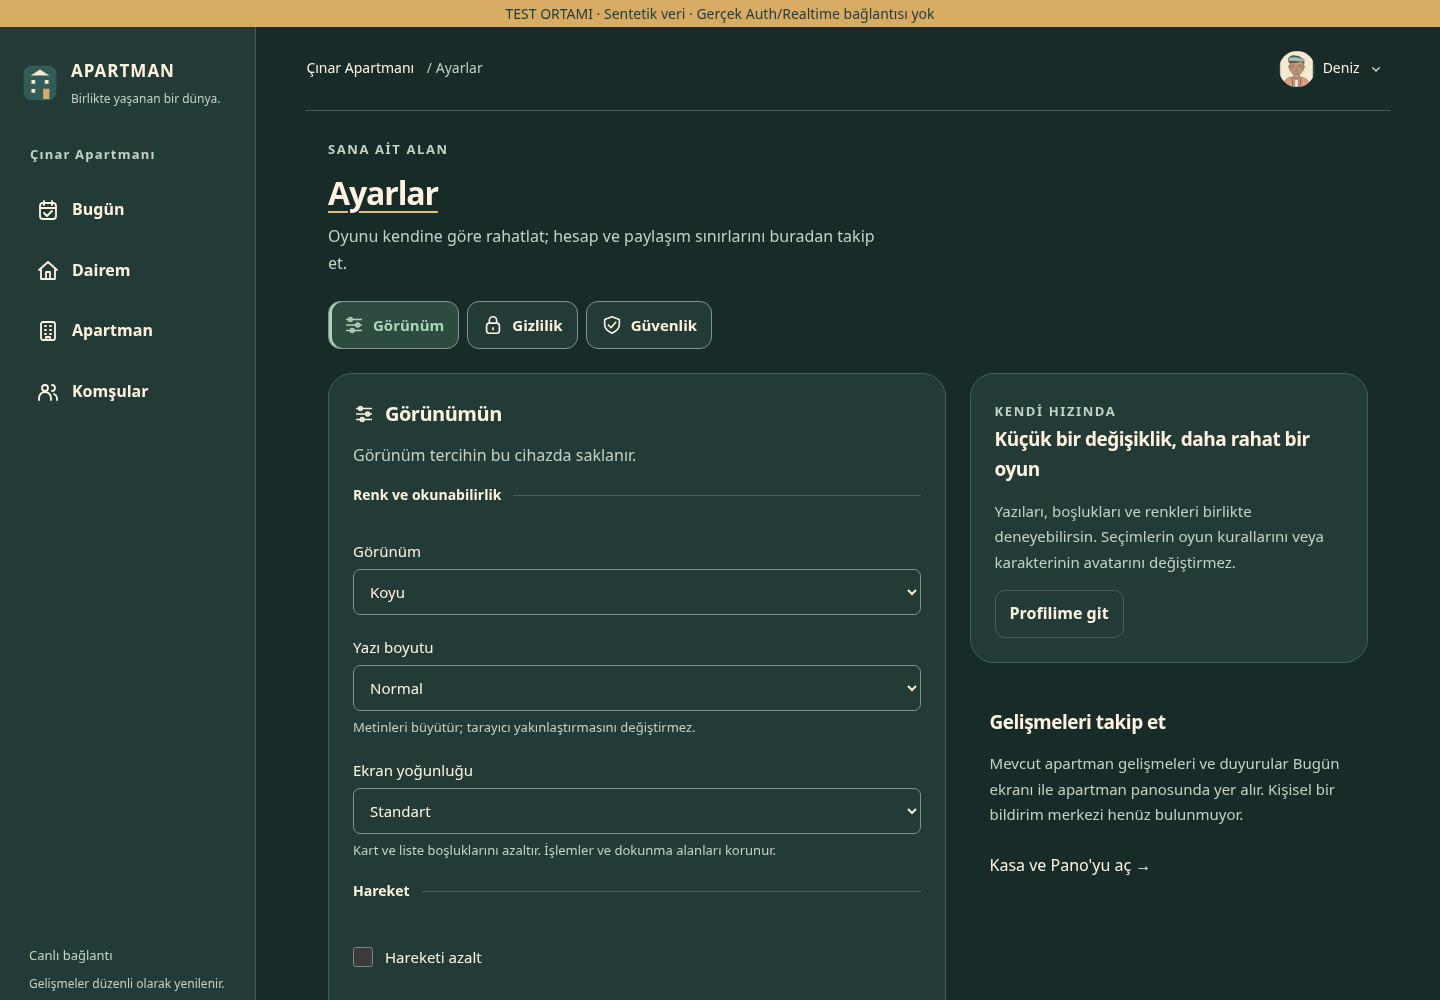 TEST ORTAMI · Sentetik veri · Gerçek Auth/Realtime bağlantısı yok
APARTMAN
Birlikte yaşanan bir dünya.
Çınar Apartmanı
Bugün
Dairem
Apartman
Komşular
Canlı bağlantı
Gelişmeler düzenli olarak yenilenir.
Çınar Apartmanı / Ayarlar
Deniz
SANA AİT ALAN
Ayarlar
Oyunu kendine göre rahatlat; hesap ve paylaşım sınırlarını buradan takip
et.
Görünüm
Gizlilik
Güvenlik
Görünümün
Görünüm tercihin bu cihazda saklanır.
Renk ve okunabilirlik
Görünüm
Koyu
Yazı boyutu
Normal
Metinleri büyütür; tarayıcı yakınlaştırmasını değiştirmez.
Ekran yoğunluğu
Standart
Kart ve liste boşluklarını azaltır. İşlemler ve dokunma alanları korunur.
Hareket
Hareketi azalt
KENDİ HIZINDA
Küçük bir değişiklik, daha rahat bir
oyun
Yazıları, boşlukları ve renkleri birlikte
deneyebilirsin. Seçimlerin oyun kurallarını veya
karakterinin avatarını değiştirmez.
Profilime git
Gelişmeleri takip et
Mevcut apartman gelişmeleri ve duyurular Bugün
ekranı ile apartman panosunda yer alır. Kişisel bir
bildirim merkezi henüz bulunmuyor.
Kasa ve Pano'yu aç →